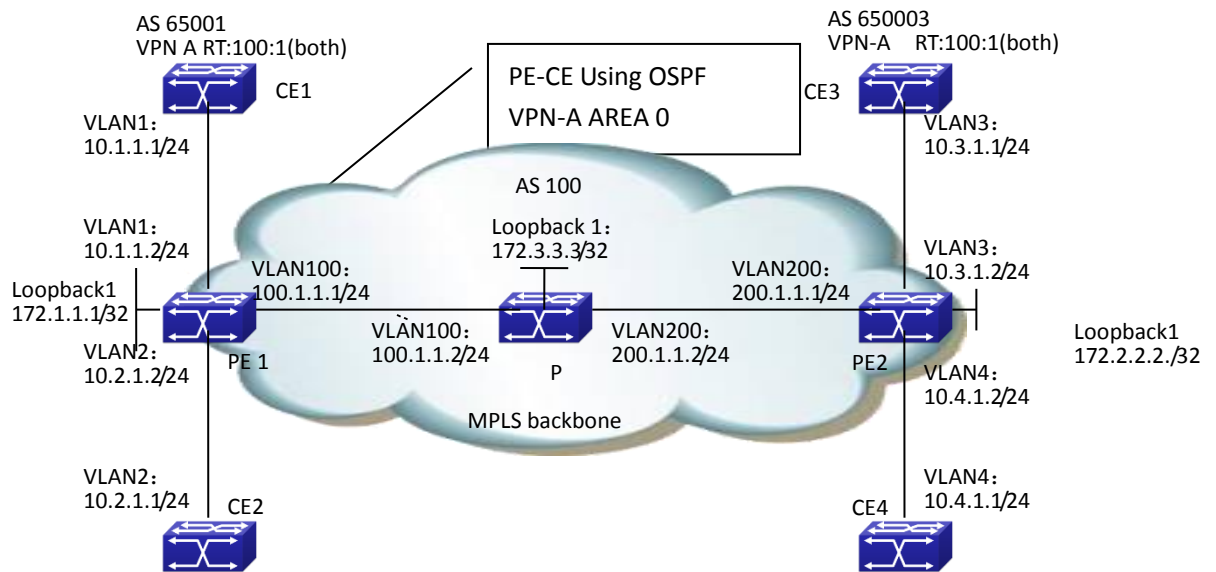 AS 65001
VPN A RT:100:1(both)
CE1
AS 650003
VPN-A RT:100:1(both)
CE3
PE-CE Using OSPF
VPN-A AREA 0
VLAN1：
10.1.1.1/24
VLAN3：
10.3.1.1/24
AS 100
VLAN1：
10.1.1.2/24
Loopback 1：
172.3.3.3/32
VLAN3：
10.3.1.2/24
VLAN100：
100.1.1.1/24
VLAN200：
200.1.1.1/24
Loopback1
172.1.1.1/32
VLAN100：
100.1.1.2/24
VLAN200：
200.1.1.2/24
Loopback1
172.2.2.2./32
VLAN2：
10.2.1.2/24
PE 1
P
PE2
VLAN4：
10.4.1.2/24
MPLS backbone
VLAN2：
10.2.1.1/24
CE2
CE4
VLAN4：
10.4.1.1/24